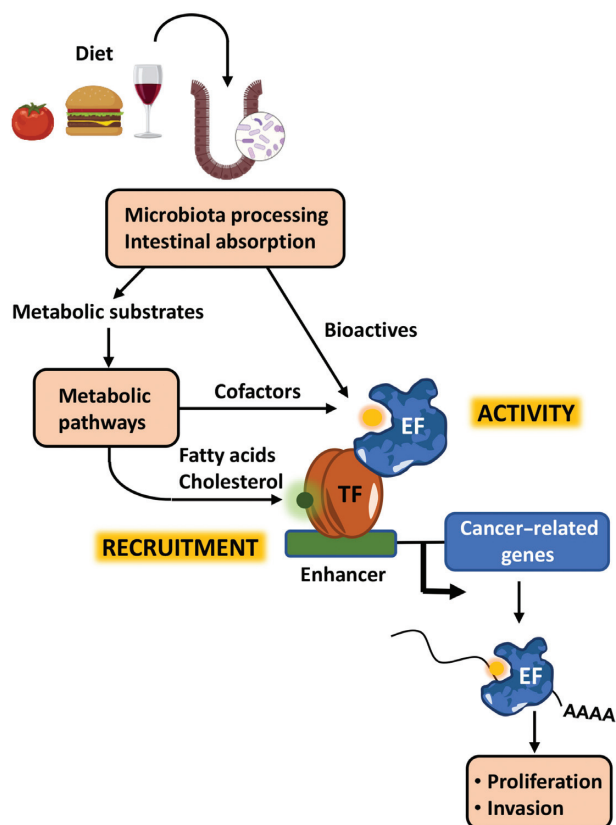 Diet
Microbiota processing
Intestinal absorption
Metabolic substrates
Bioactives
Metabolic
pathways
Cofactors
EF
ACTIVITY
Fatty acids
Cholesterol
TF
RECRUITMENT
Enhancer
Cancer–related
genes
EF
AAAA
• Proliferation
• Invasion